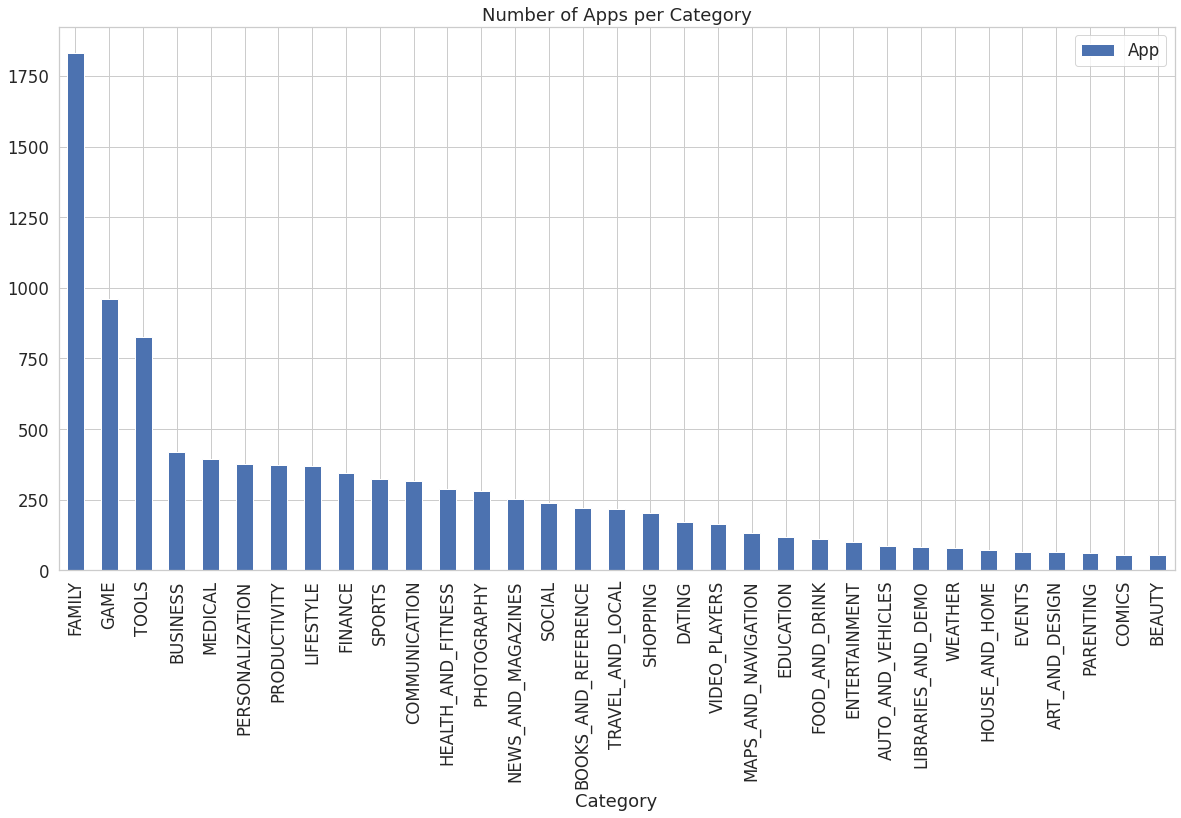 Number of Apps per Category
App
1750
1500
1250
1000
750
500
250
0
FAMILY
GAME
TOOLS
BUSINESS
MEDICAL
PERSONALIZATION
PRODUCTIVITY
LIFESTYLE
FINANCE
SPORTS
COMMUNICATION
HEALTH_AND_FITNESS
PHOTOGRAPHY
NEWS_AND_MAGAZINES
SOCIAL
BOOKS_AND_REFERENCE
TRAVEL_AND_LOCAL
SHOPPING
DATING
VIDEO_PLAYERS
MAPS_AND_NAVIGATION
EDUCATION
FOOD_AND_DRINK
ENTERTAINMENT
AUTO_AND_VEHICLES
LIBRARIES_AND_DEMO
WEATHER
HOUSE_AND_HOME
EVENTS
ART_AND_DESIGN
PARENTING
COMICS
BEAUTY
Category